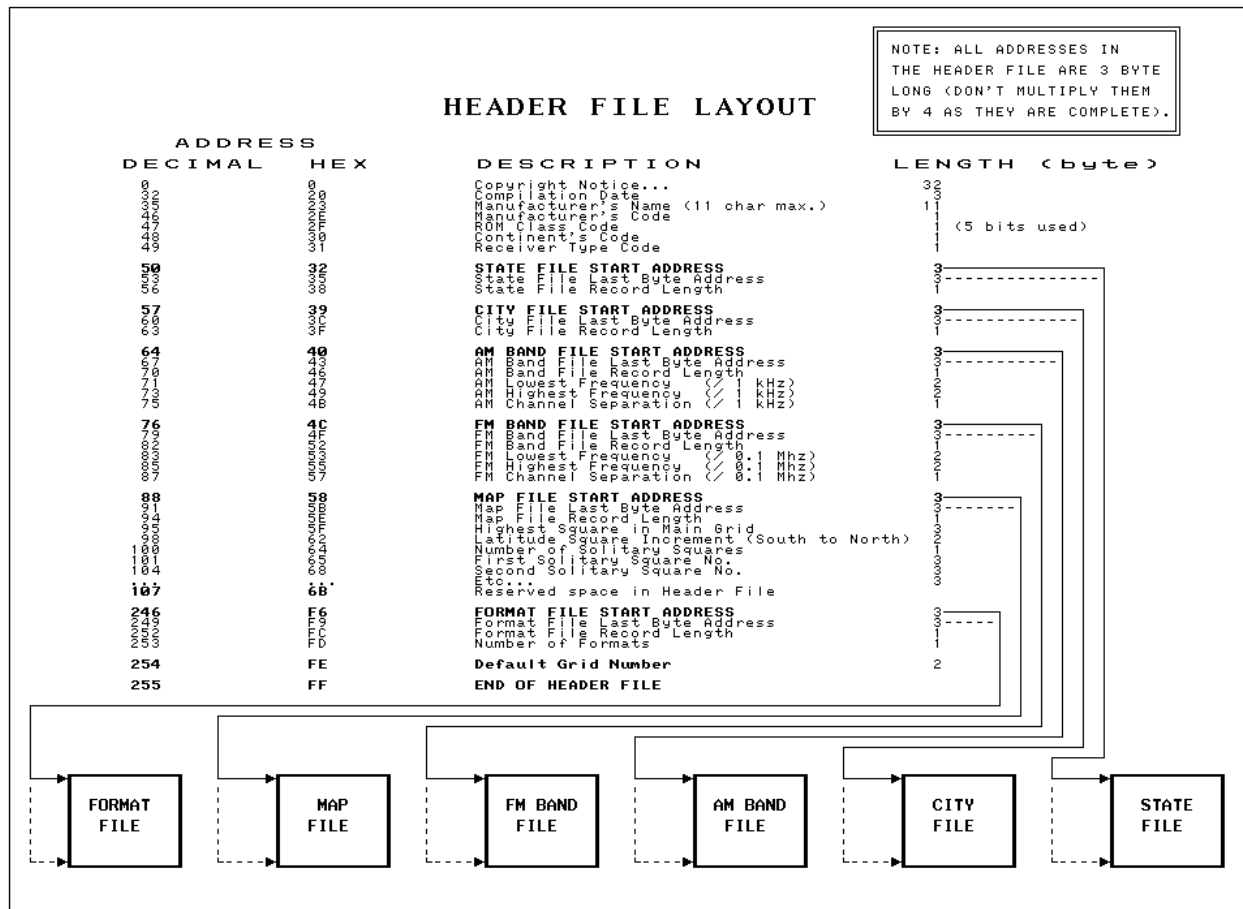 NOTE: ALL ADDRESSES IN
THE HEADER FILE ARE 3 BYTE
LONG (DON'T MULTIPLY THEM
BY 4 AS THEY ARE COMPLETE).
HEADER FILE LAYOUT
ADDRESS
DECIMAL HEX DESCRIPTION LENGTH (byte)
0 0 Copyright Notice... 32
32 20 Compilation Date 3
35 23 Manufacturer's Name (11 char max.) 11
46 2E Manufacturer's Code 1
47 2F ROM Class Code 1 (5 bits used)
48 30 Continent's Code 1
49 31 Receiver Type Code 1
50 32 STATE FILE START ADDRESS 3
53 35 State File Last Byte Address 3
56 38 State File Record Length 1
57 39 CITY FILE START ADDRESS 3
60 3C City File Last Byte Address 3
63 3F City File Record Length 1
64 40 AM BAND FILE START ADDRESS 3
67 43 AM Band File Last Byte Address 3
70 46 AM Band File Record Length 1
71 47 AM Lowest Frequency (/ 1 kHz) 2
73 49 AM Highest Frequency (/ 1 kHz) 2
75 4B AM Channel Separation (/ 1 kHz) 1
76 4C FM BAND FILE START ADDRESS 3
79 4F FM Band File Last Byte Address 3
82 52 FM Band File Record Length 1
83 53 FM Lowest Frequency (/ 0.1 Mhz) 2
85 55 FM Highest Frequency (/ 0.1 Mhz) 2
87 57 FM Channel Separation (/ 0.1 Mhz) 1
88 58 MAP FILE START ADDRESS 3
91 5B Map File Last Byte Address 3
94 5E Map File Record Length 1
95 5F Highest Square in Main Grid 3
98 62 Latitude Square Increment (South to North) 2
100 64 Number of Solitary Squares 1
101 65 First Solitary Square No. 3
104 68 Second Solitary Square No. 3
... ... Etc... 3
107 6B Reserved space in Header File
246 F6 FORMAT FILE START ADDRESS 3
249 F9 Format File Last Byte Address 3
252 FC Format File Record Length 1
253 FD Number of Formats 1
254 FE Default Grid Number 2
255 FF END OF HEADER FILE
FORMAT FILE
MAP FILE
FM BAND FILE
AM BAND FILE
CITY FILE
STATE FILE